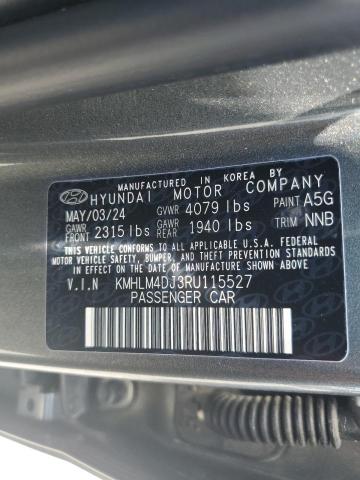 MANUFACTURED IN KOREA BY
HYUNDAI MOTOR COMPANY
MAY/03/24 GVWR 4079 lbs PAINT A5G
GAWR FRONT 2315 lbs GAWR REAR 1940 lbs TRIM NNB
THIS VEHICLE CONFORMS TO ALL APPLICABLE U.S.A. FEDERAL
MOTOR VEHICLE SAFETY, BUMPER, AND THEFT PREVENTION
STANDARDS IN EFFECT ON THE DATE OF MANUFACTURE SHOWN ABOVE.
V.I.N KMHLM4DJ3RU115527
PASSENGER CAR